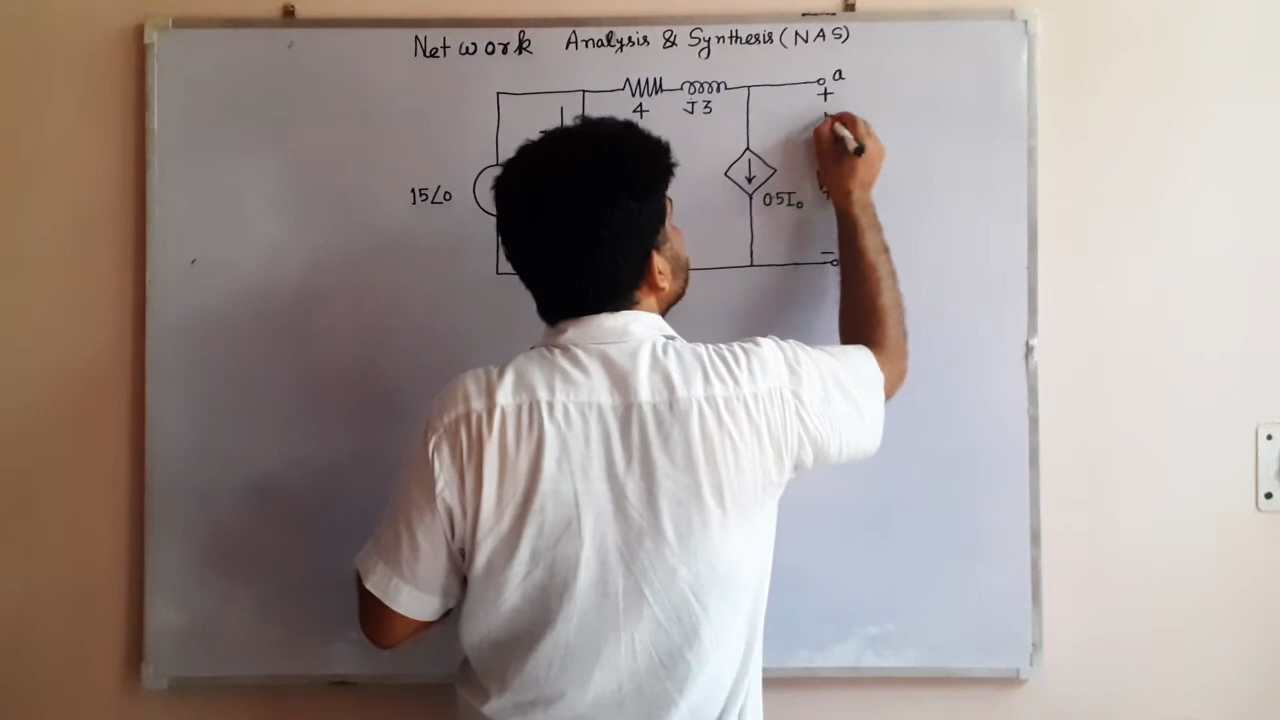 Network Analysis & Synthesis (NAS)
a
+
4 J3
15∠0
0.5I₀
−